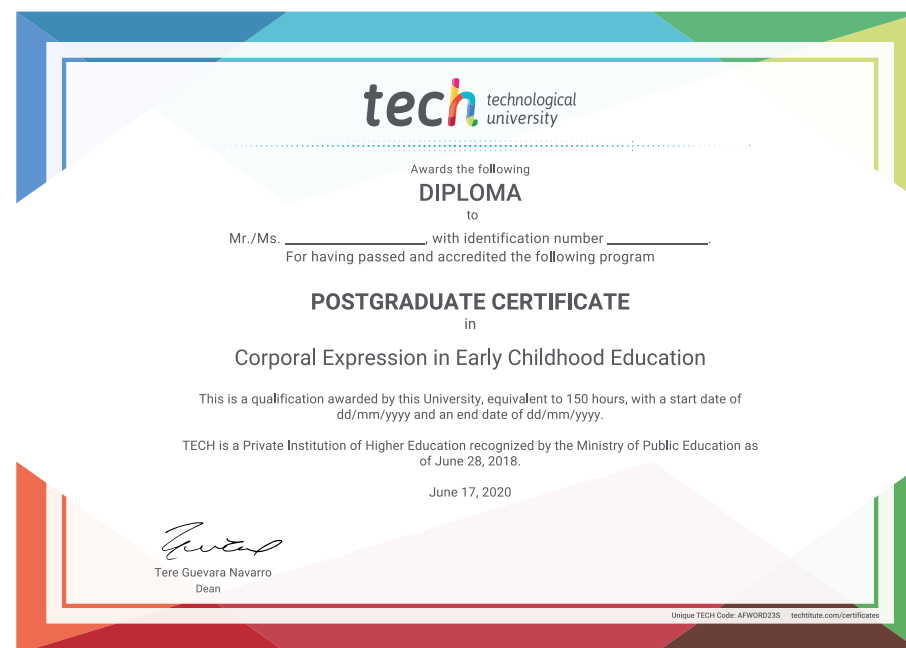 tech technological
university
Awards the following
DIPLOMA
to
Mr./Ms. ____________________, with identification number ______________.
For having passed and accredited the following program
POSTGRADUATE CERTIFICATE
in
Corporal Expression in Early Childhood Education
This is a qualification awarded by this University, equivalent to 150 hours, with a start date of
dd/mm/yyyy and an end date of dd/mm/yyyy.
TECH is a Private Institution of Higher Education recognized by the Ministry of Public Education as
of June 28, 2018.
June 17, 2020
Tere Guevara Navarro
Dean
Unique TECH Code: AFWORD23S techtitute.com/certificates